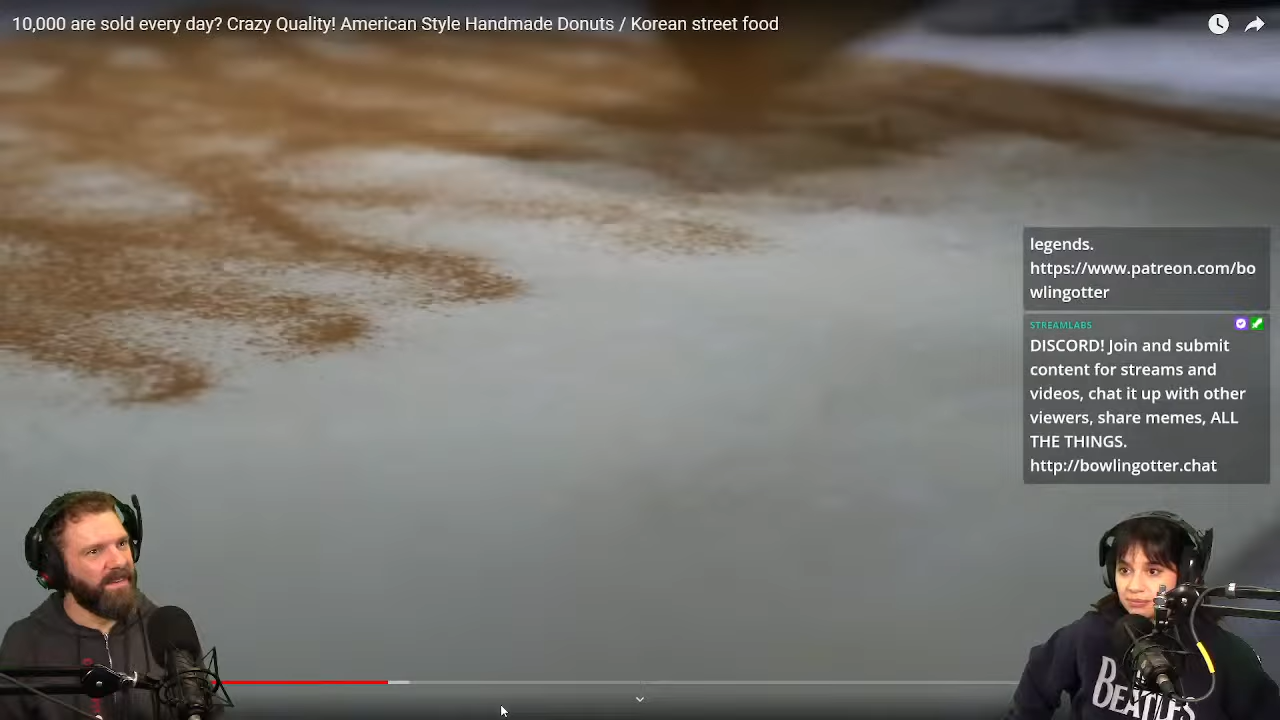 10,000 are sold every day? Crazy Quality! American Style Handmade Donuts / Korean street food
legends.
https://www.patreon.com/bo
wlingotter
STREAMLABS
DISCORD! Join and submit
content for streams and
videos, chat it up with other
viewers, share memes, ALL
THE THINGS.
http://bowlingotter.chat
BEATLES